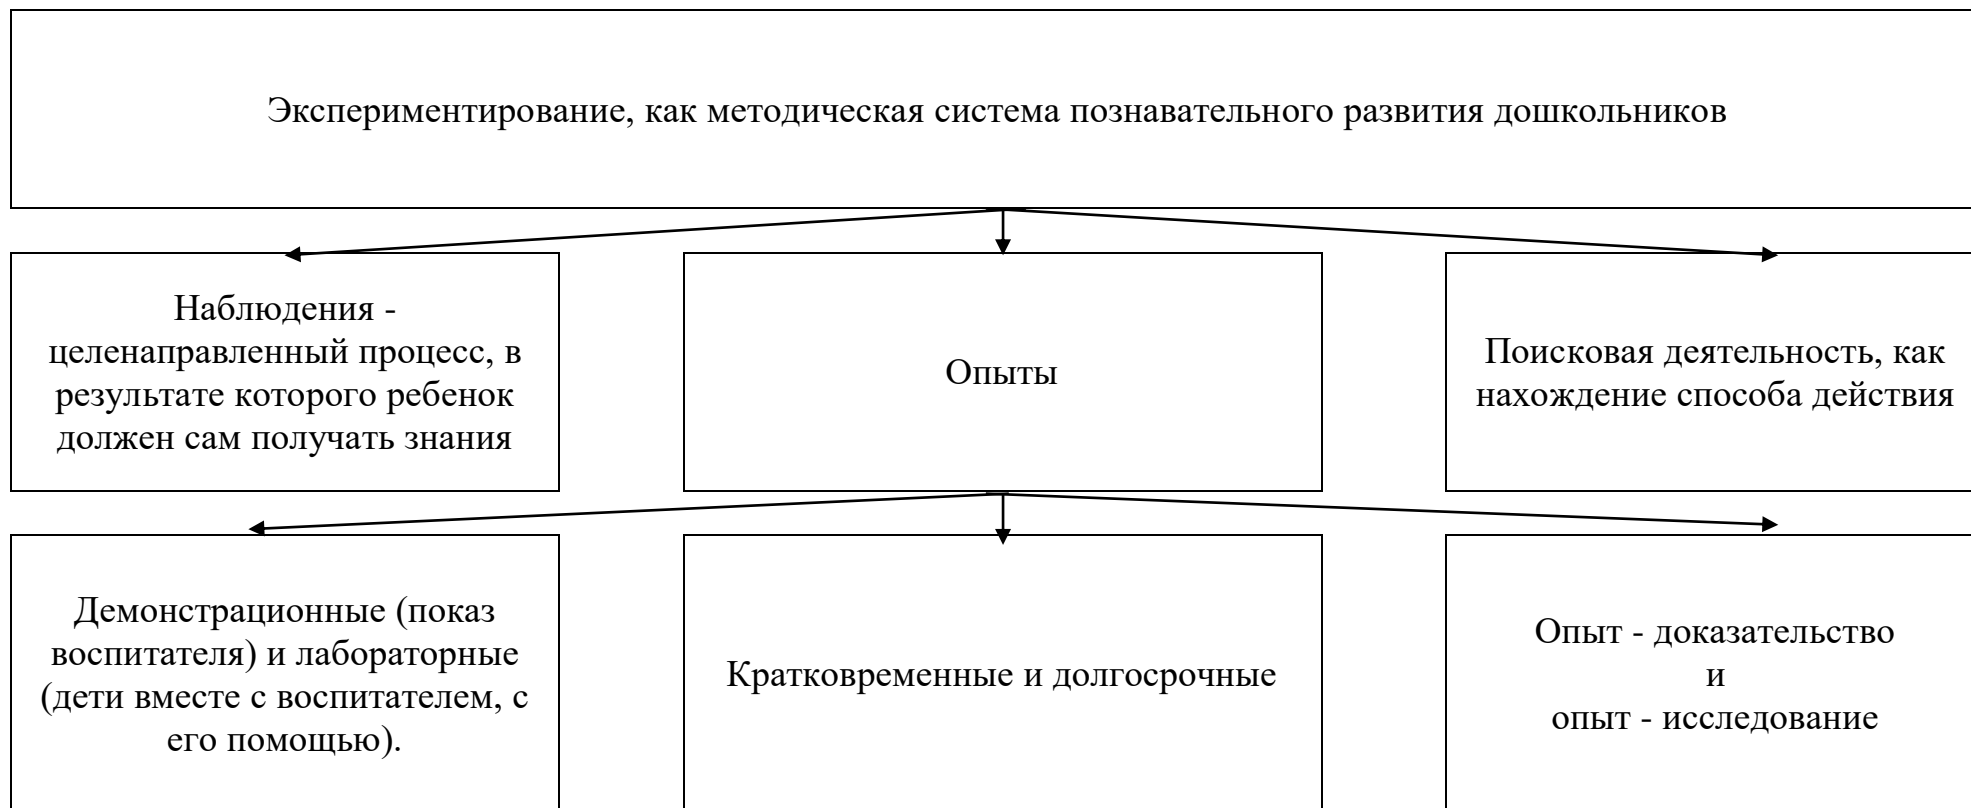 Экспериментирование, как методическая система познавательного развития дошкольников
Наблюдения -
целенаправленный процесс, в
результате которого ребенок
должен сам получать знания
Опыты
Поисковая деятельность, как
нахождение способа действия
Демонстрационные (показ
воспитателя) и лабораторные
(дети вместе с воспитателем, с
его помощью).
Кратковременные и долгосрочные
Опыт - доказательство
и
опыт - исследование